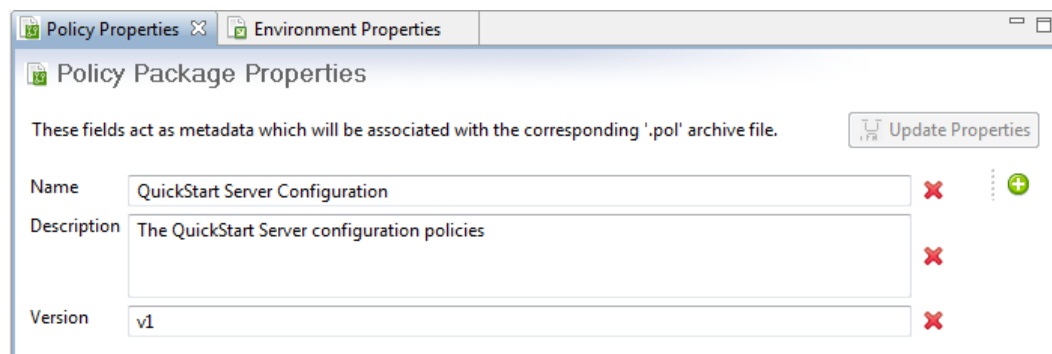 Policy Properties
Environment Properties
Policy Package Properties
These fields act as metadata which will be associated with the corresponding '.pol' archive file.
Update Properties
Name
QuickStart Server Configuration
Description
The QuickStart Server configuration policies
Version
v1